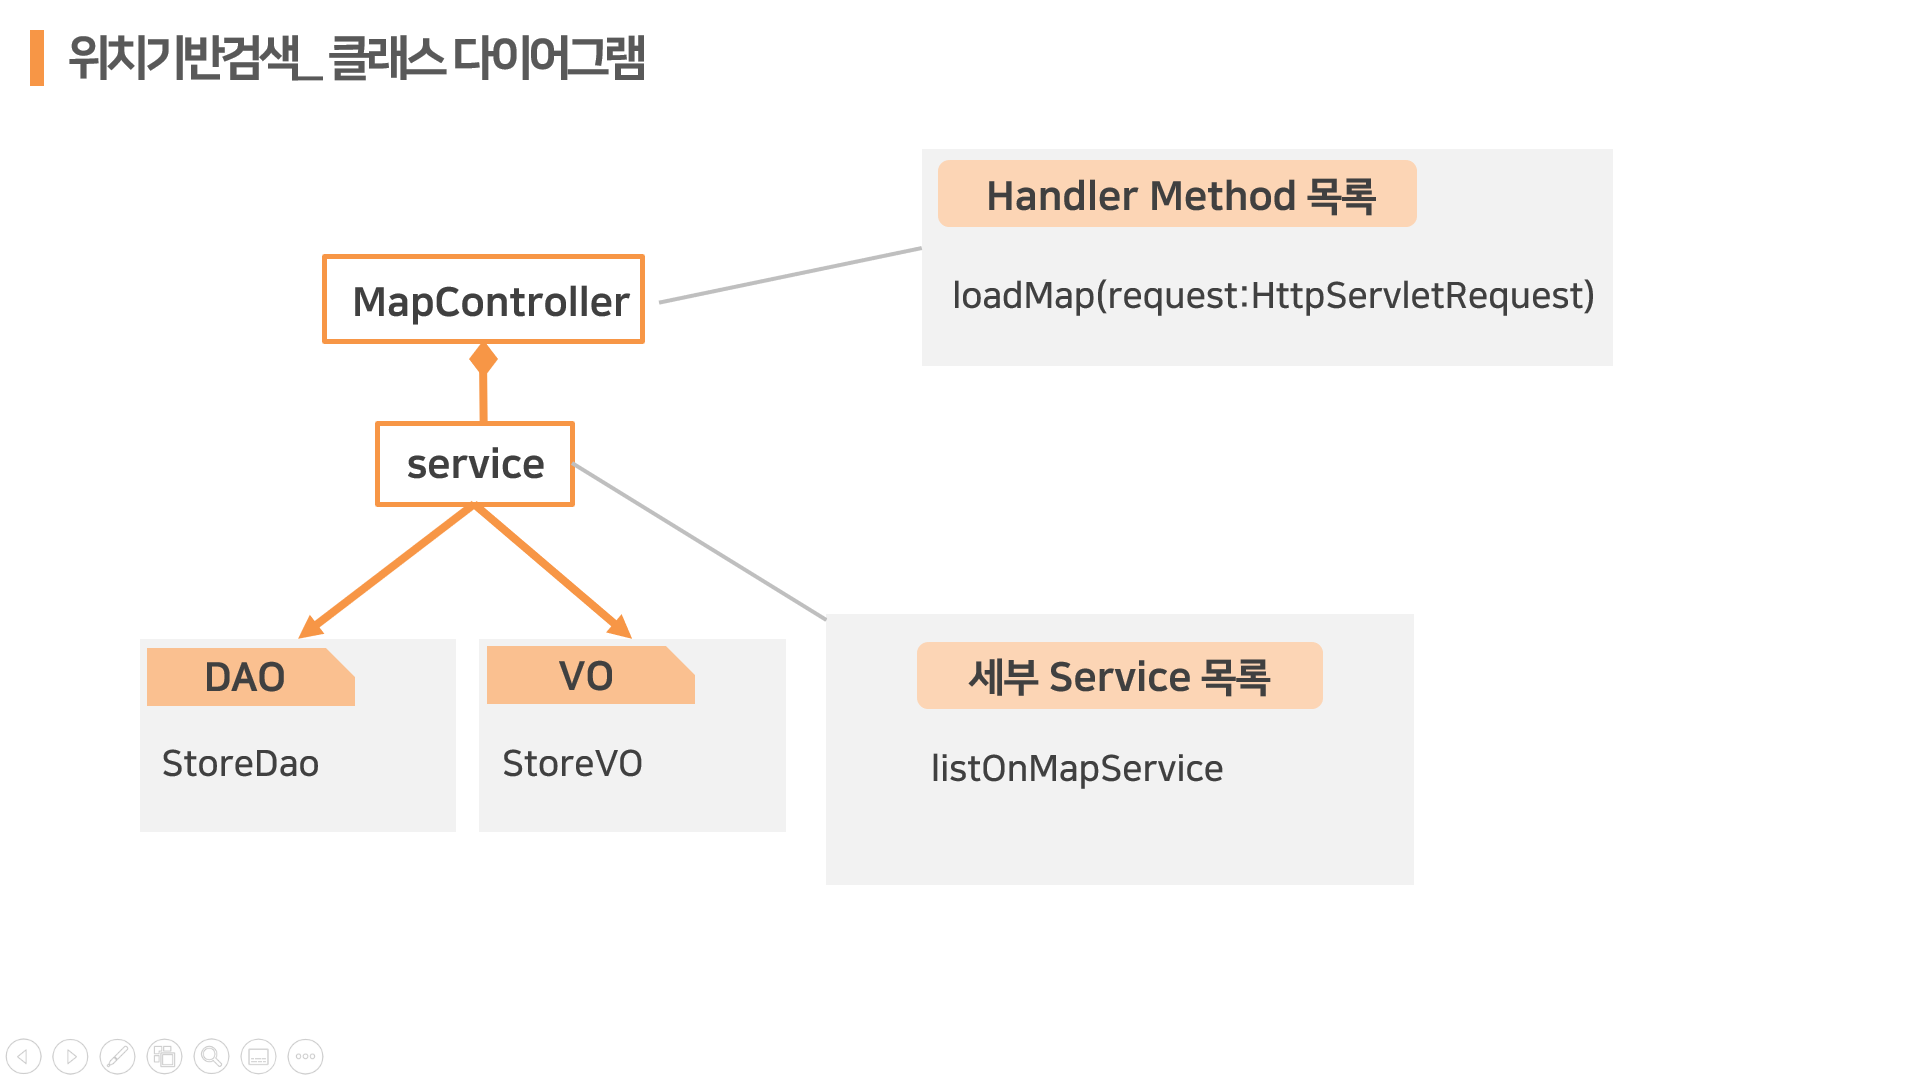 위치기반검색_ 클래스 다이어그램
Handler Method 목록
loadMap(request:HttpServletRequest)
MapController
service
DAO
StoreDao
VO
StoreVO
세부 Service 목록
listOnMapService